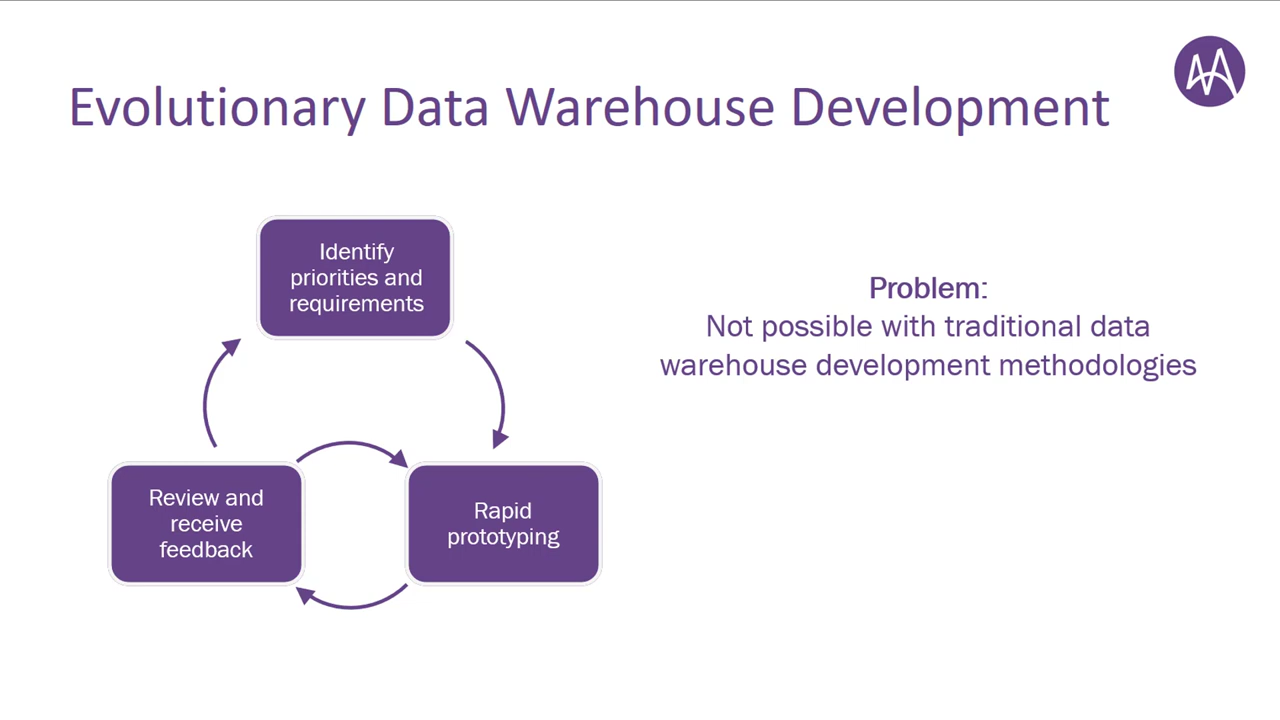 Evolutionary Data Warehouse Development
Identify
priorities and
requirements
Problem:
Not possible with traditional data
warehouse development methodologies
Review and
receive
feedback
Rapid
prototyping